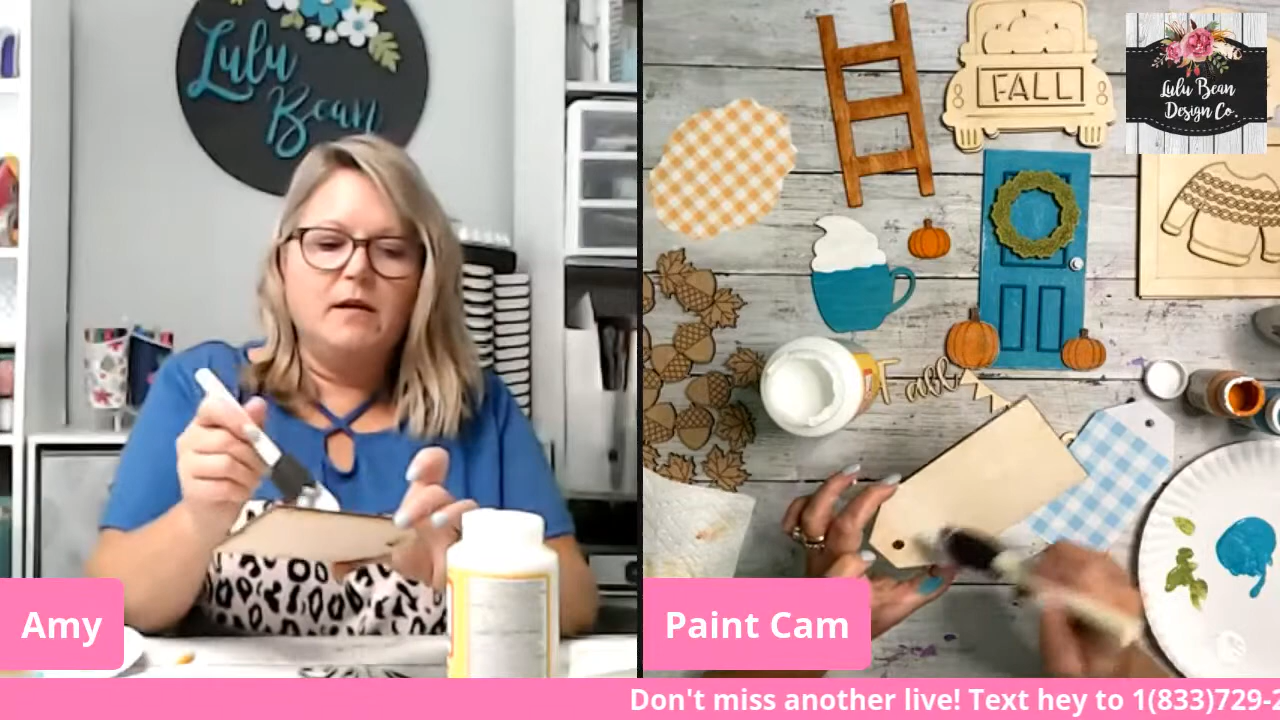 Lulu
Bean
FALL
Lulu Bean
Design Co.
Fall
Amy
Paint Cam
Don't miss another live! Text hey to 1(833)729-2